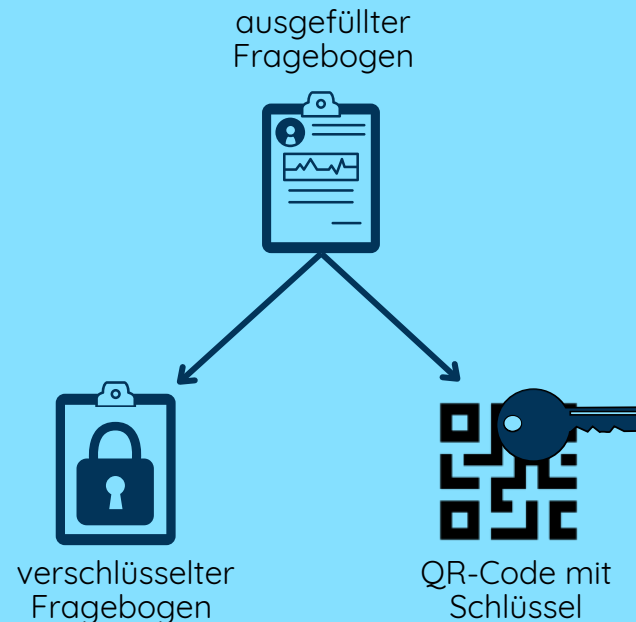 ausgefüllter
Fragebogen
verschlüsselter
Fragebogen
QR-Code mit
Schlüssel